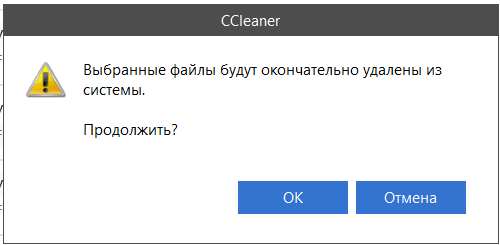 CCleaner
Выбранные файлы будут окончательно удалены из
системы.
Продолжить?
OK
Отмена